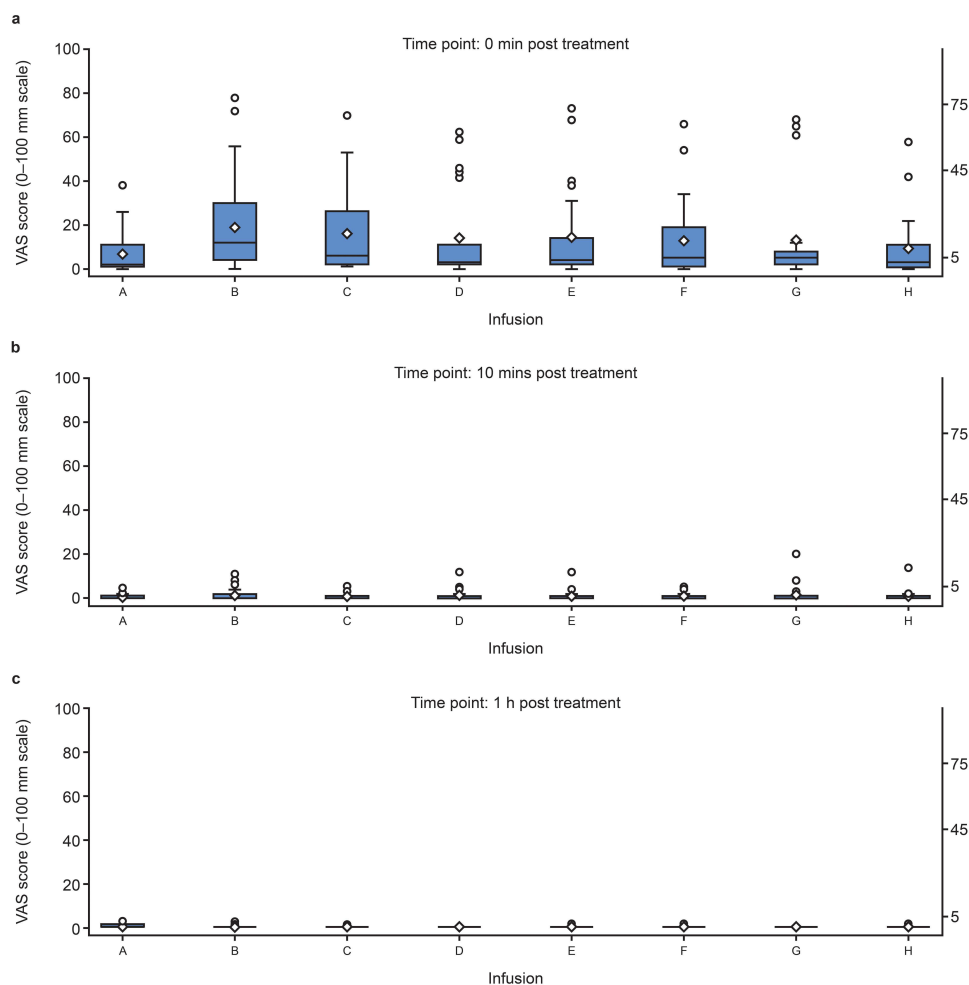 a
Time point: 0 min post treatment
VAS score (0–100 mm scale)
100
80
60
40
20
0
75
45
5
A B C D E F G H
Infusion
b
Time point: 10 mins post treatment
VAS score (0–100 mm scale)
100
80
60
40
20
0
75
45
5
A B C D E F G H
Infusion
c
Time point: 1 h post treatment
VAS score (0–100 mm scale)
100
80
60
40
20
0
75
45
5
A B C D E F G H
Infusion